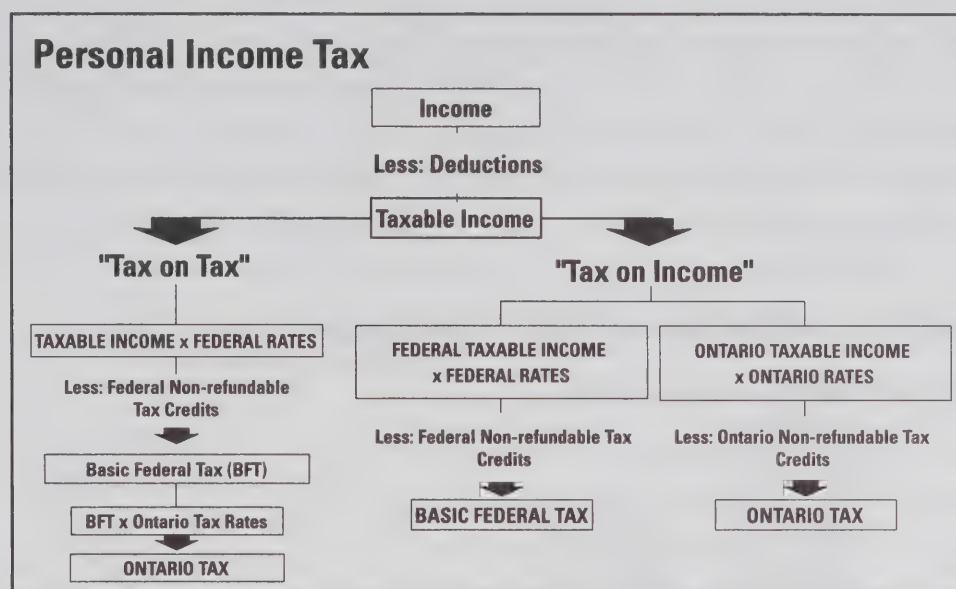 Personal Income Tax
Income
Less: Deductions
Taxable Income
"Tax on Tax"
TAXABLE INCOME x FEDERAL RATES
Less: Federal Non-refundable
Tax Credits
Basic Federal Tax (BFT)
BFT x Ontario Tax Rates
ONTARIO TAX
"Tax on Income"
FEDERAL TAXABLE INCOME
x FEDERAL RATES
Less: Federal Non-refundable Tax
Credits
BASIC FEDERAL TAX
ONTARIO TAXABLE INCOME
x ONTARIO RATES
Less: Ontario Non-refundable Tax
Credits
ONTARIO TAX